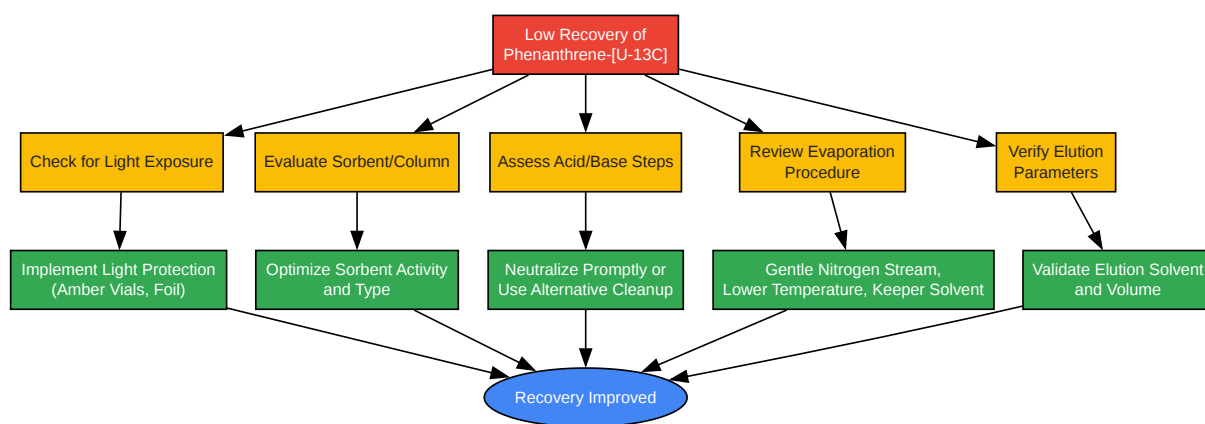 Low Recovery of
Phenanthrene-[U-13C]
Check for Light Exposure
Evaluate Sorbent/Column
Assess Acid/Base Steps
Review Evaporation
Procedure
Verify Elution
Parameters
Implement Light Protection
(Amber Vials, Foil)
Optimize Sorbent Activity
and Type
Neutralize Promptly or
Use Alternative Cleanup
Gentle Nitrogen Stream,
Lower Temperature, Keeper Solvent
Validate Elution Solvent
and Volume
Recovery Improved